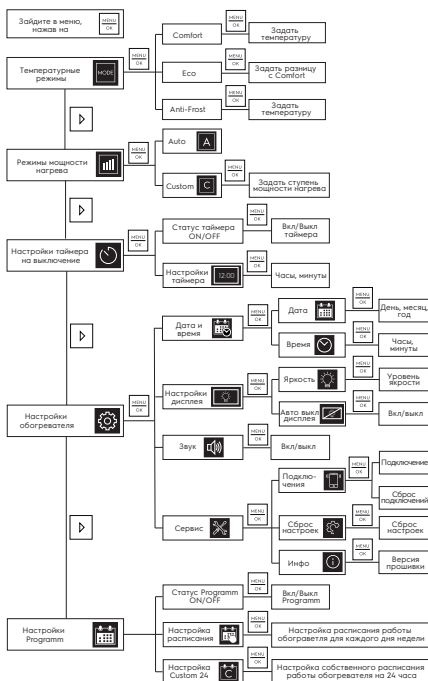 Зайдите в меню,
нажав на
MENU
OK
Температурные
режимы
MODE
MENU
OK
Comfort
MENU
OK
Задать
температуру
Eco
MENU
OK
Задать разницу
с Comfort
Anti-Frost
MENU
OK
Задать
температуру
Режимы мощности
нагрева
MENU
OK
Auto
A
Custom
C
MENU
OK
Задать ступень
мощности нагрева
Настройки таймера
на выключение
MENU
OK
Статус таймера
ON/OFF
MENU
OK
Вкл/Выкл
таймера
Настройки
таймера
12:00
MENU
OK
Часы, минуты
Настройки
обогревателя
MENU
OK
Дата и
время
MENU
OK
Дата
MENU
OK
День, месяц,
год
Время
MENU
OK
Часы,
минуты
Настройки
дисплея
MENU
OK
Яркость
MENU
OK
Уровень
якрости
Авто выкл
дисплея
MENU
OK
Вкл/выкл
Звук
MENU
OK
Вкл/выкл
Сервис
MENU
OK
Подклю-
чения
MENU
OK
Подключение
Сброс
подключений
Сброс
настроек
MENU
OK
Сброс
настроек
Инфо
MENU
OK
Версия
прошивки
Настройки
Programm
MENU
OK
Статус Programm
ON/OFF
MENU
OK
Вкл/Выкл
Programm
Настройка
расписания
MENU
OK
Настройка расписания работы
обогреватля для каждого дня недели
Настройка
Custom 24
C
MENU
OK
Настройка собственного расписания
работы обогревателя на 24 часа